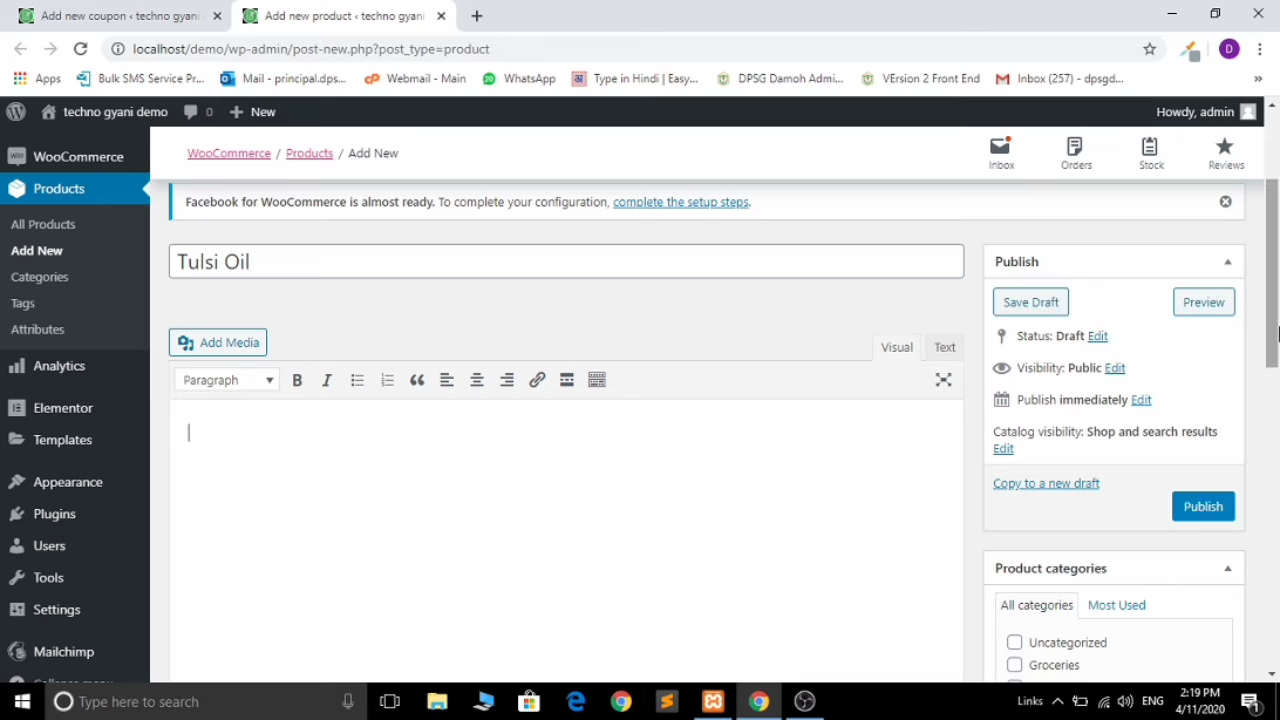 Add new coupon ‹ techno gyani
Add new product ‹ techno gyani
localhost/demo/wp-admin/post-new.php?post_type=product
D
Apps
Bulk SMS Service Pr...
Mail - principal.dps...
Webmail - Main
WhatsApp
Type in Hindi | Easy...
DPSG Damoh Admi...
VErsion 2 Front End
Inbox (257) - dpsgd...
techno gyani demo
0
New
Howdy, admin
WooCommerce
Products
All Products
Add New
Categories
Tags
Attributes
Analytics
Elementor
Templates
Appearance
Plugins
Users
Tools
Settings
Mailchimp
Collapse menu
WooCommerce / Products / Add New
Inbox
Orders
Stock
Reviews
Facebook for WooCommerce is almost ready. To complete your configuration, complete the setup steps.
Tulsi Oil
Add Media
Visual
Text
Paragraph
B
I
Publish
Save Draft
Preview
Status: Draft Edit
Visibility: Public Edit
Publish immediately Edit
Catalog visibility: Shop and search results
Edit
Copy to a new draft
Publish
Product categories
All categories
Most Used
Uncategorized
Groceries
Type here to search
Links
ENG
2:19 PM
4/11/2020
1